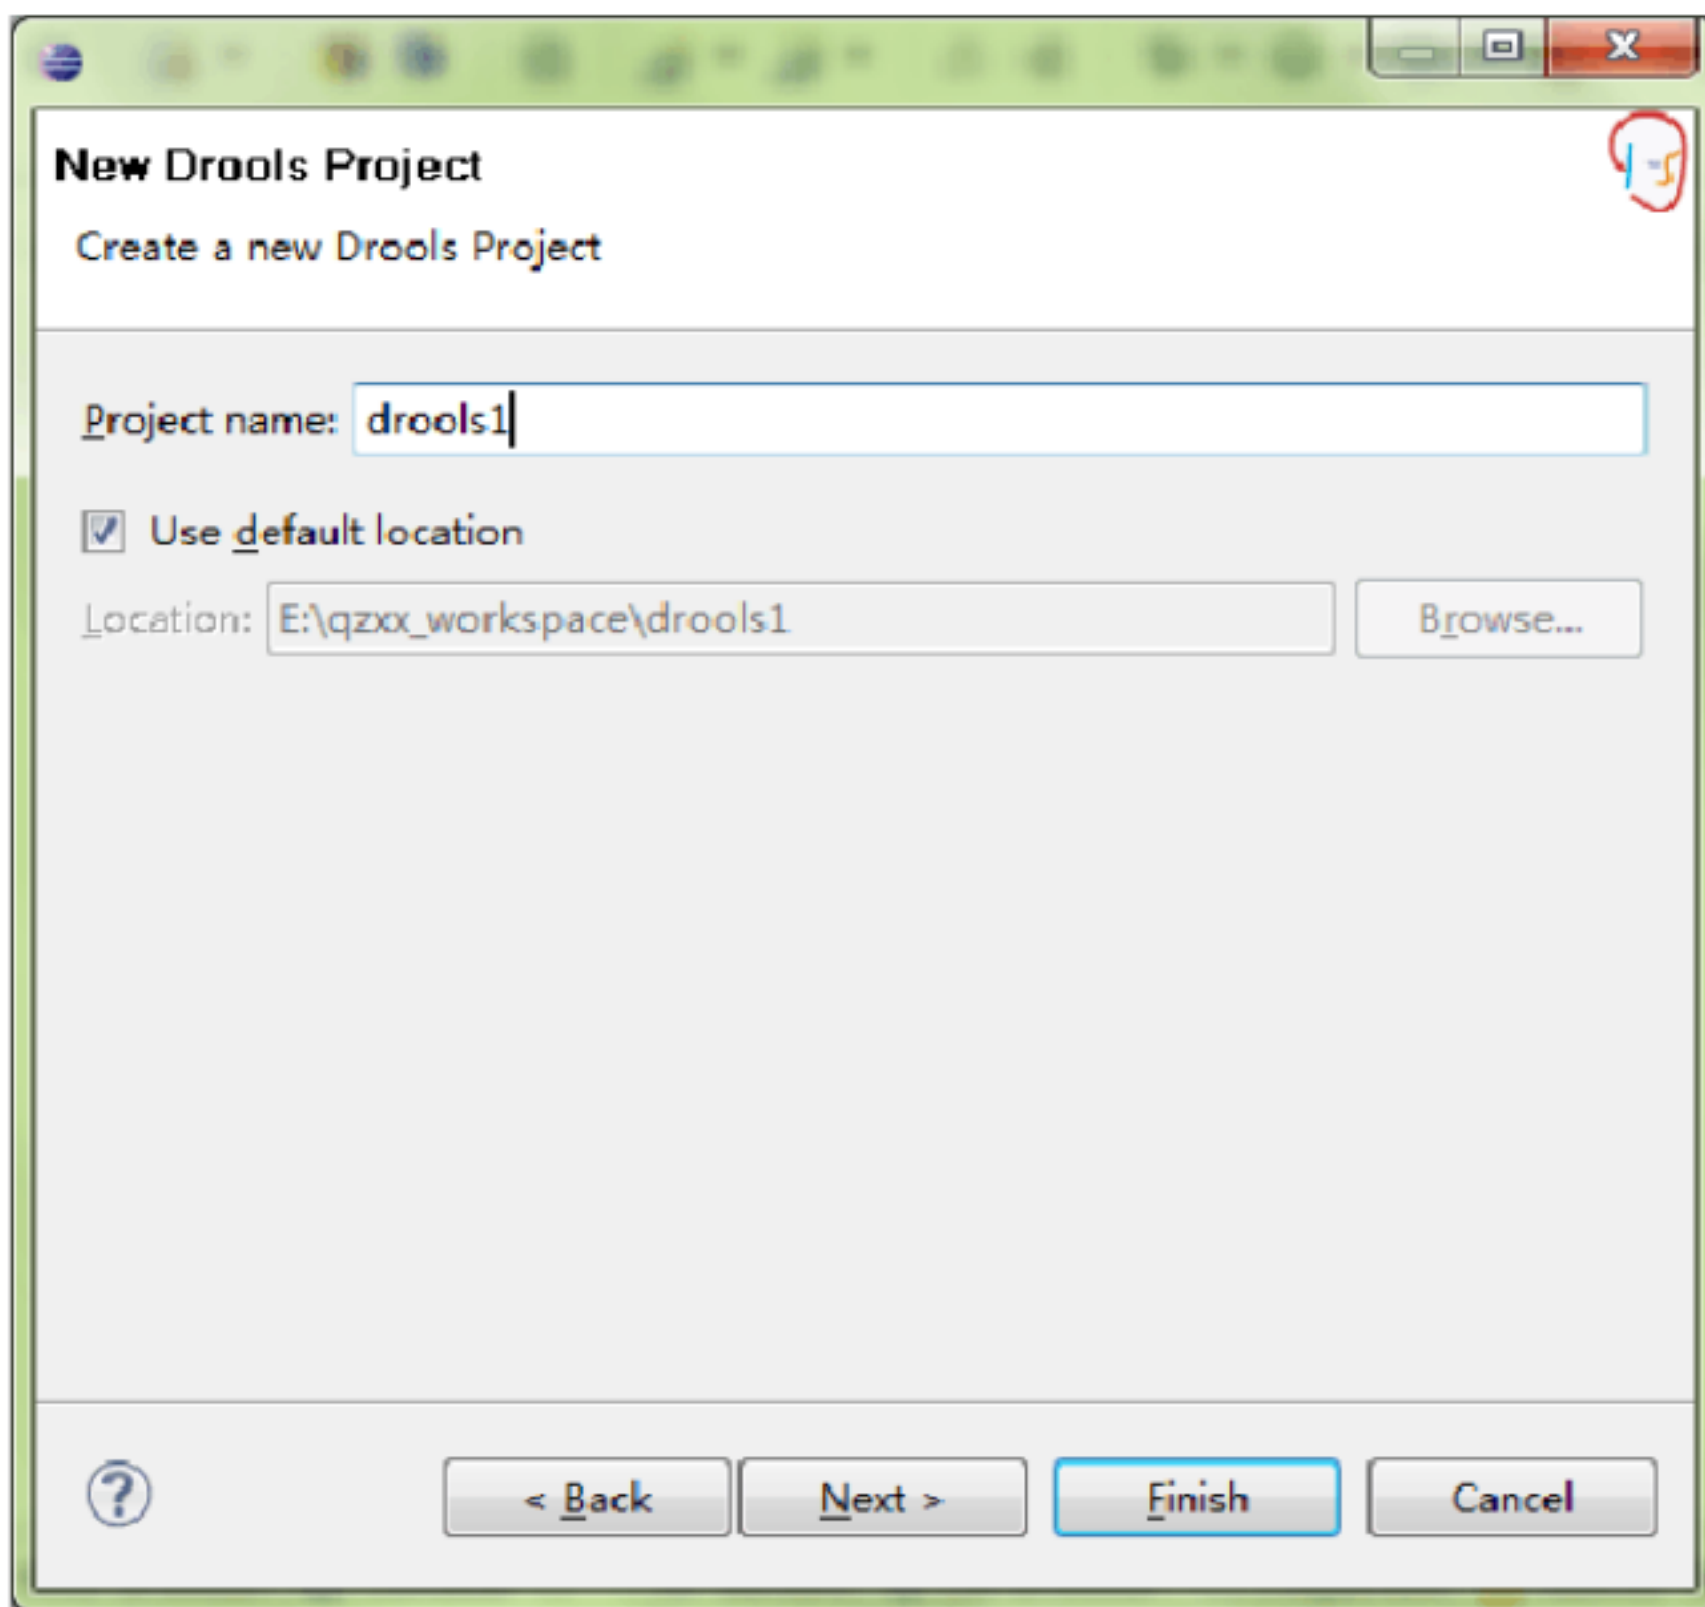 New Drools Project
Create a new Drools Project
Project name: drools1
Use default location
Location: E:\qzxx_workspace\drools1 Browse...
? < Back Next > Finish Cancel